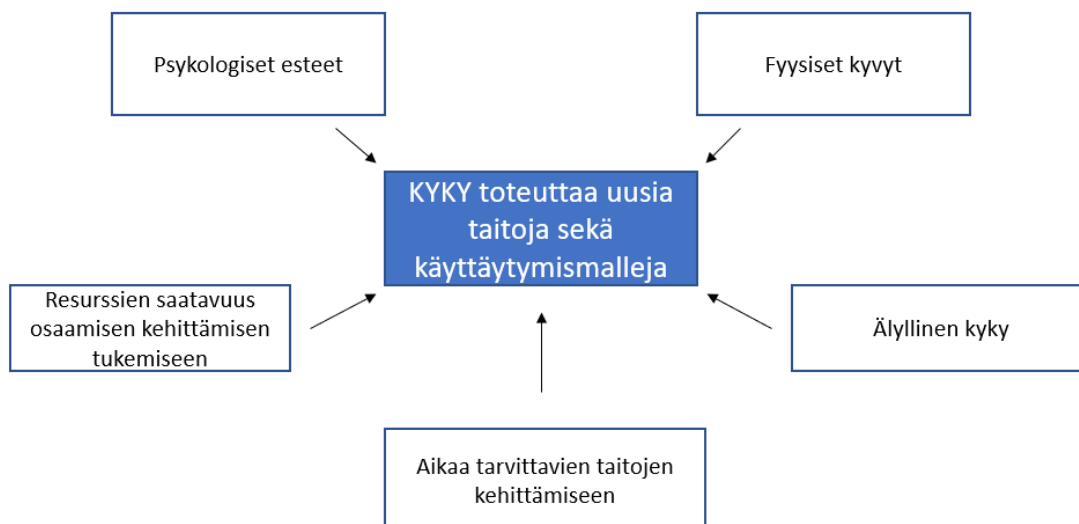 Psykologiset esteet
Fyysiset kyvyt
KYKY toteuttaa uusia
taitoja sekä
käyttäytymismalleja
Resurssien saatavuus
osaamisen kehittämisen
tukemiseen
Älyllinen kyky
Aikaa tarvittavien taitojen
kehittämiseen